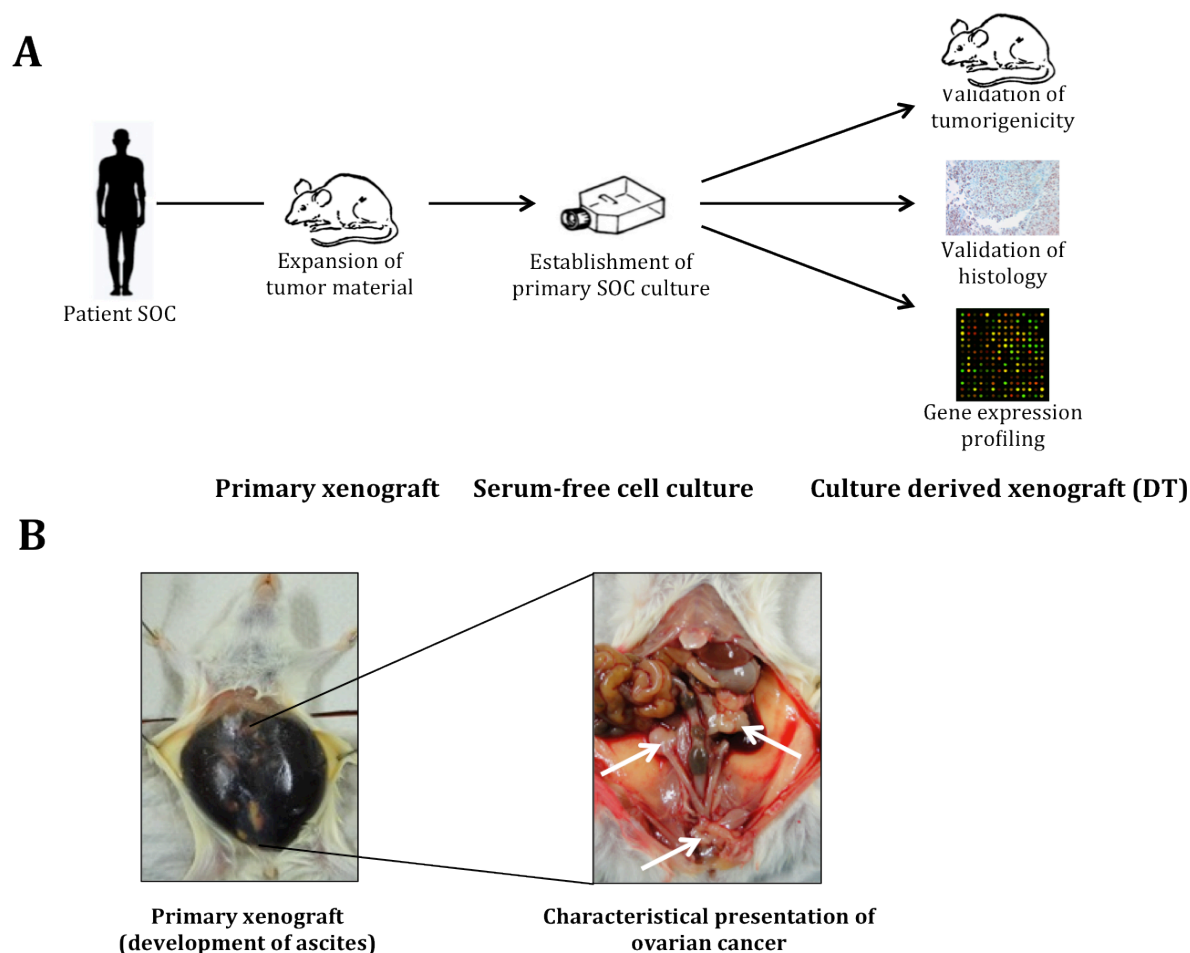 A
Validation of
tumorigenicity
Patient SOC
Expansion of
tumor material
Establishment of
primary SOC culture
Validation of
histology
Gene expression
profiling
Primary xenograft
Serum-free cell culture
Culture derived xenograft (DT)
B
Primary xenograft
(development of ascites)
Characteristical presentation of
ovarian cancer